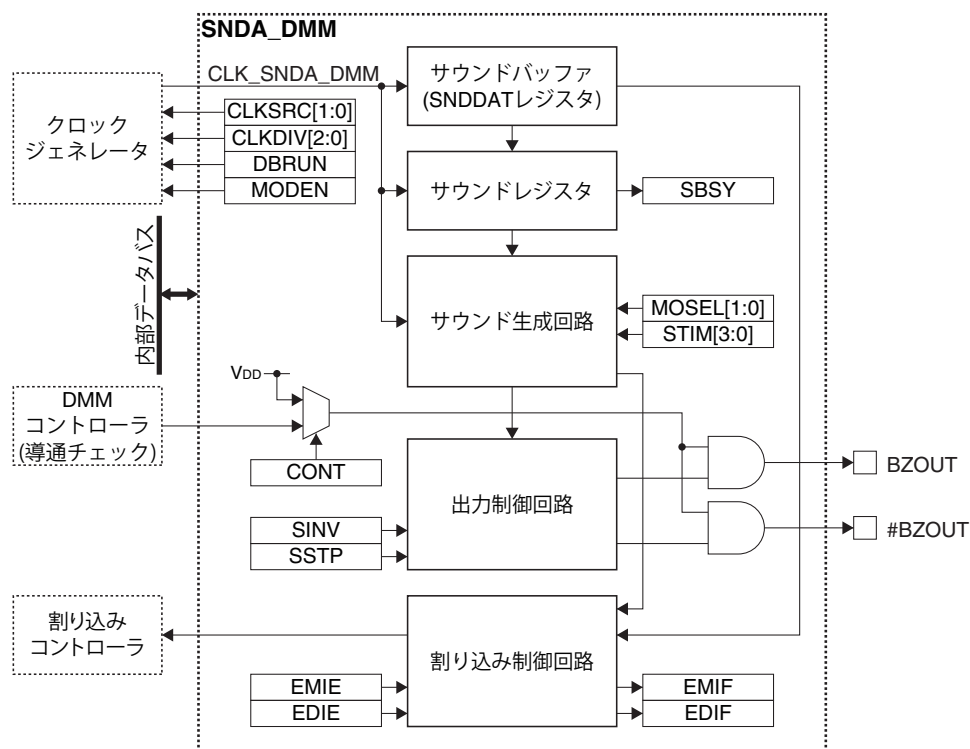 SNDA_DMM
クロック
ジェネレータ
CLK_SNDA_DMM
CLKSRC[1:0]
CLKDIV[2:0]
DBRUN
MODEN
サウンドバッファ
(SNDDATレジスタ)
サウンドレジスタ
SBSY
内部データバス
サウンド生成回路
MOSEL[1:0]
STIM[3:0]
VDD
DMM
コントローラ
(導通チェック)
CONT
出力制御回路
SINV
SSTP
BZOUT
#BZOUT
割り込み
コントローラ
割り込み制御回路
EMIE
EDIE
EMIF
EDIF